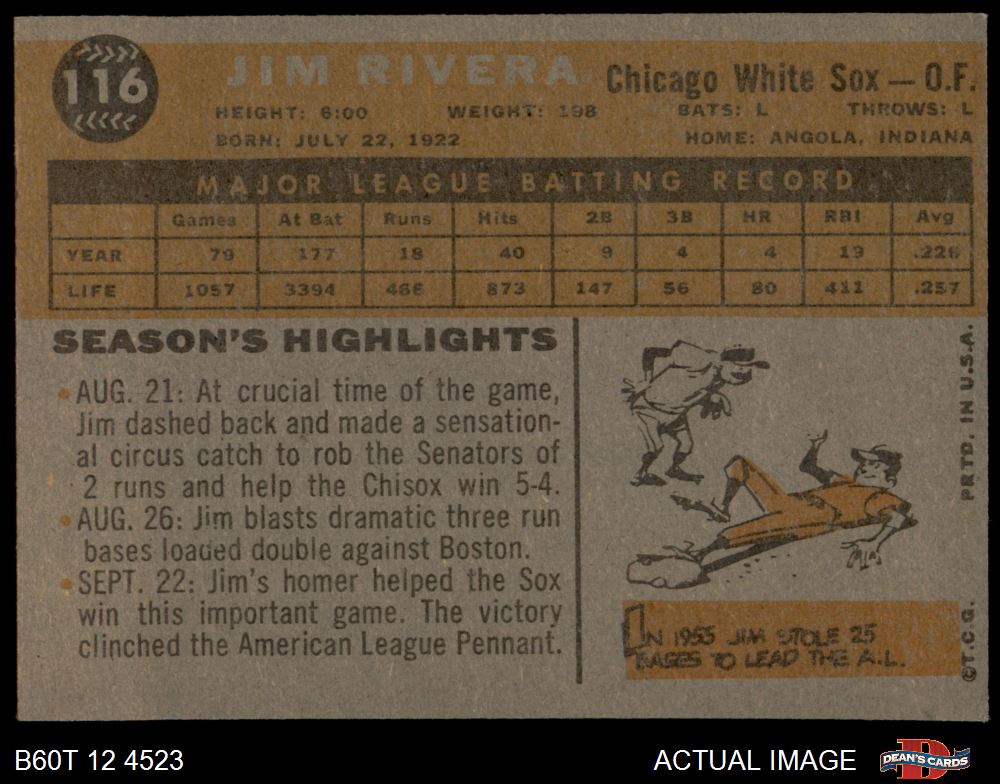 116
JIM RIVERA Chicago White Sox — O.F.
HEIGHT: 6:00 WEIGHT: 198 BATS: L THROWS: L
BORN: JULY 22, 1922 HOME: ANGOLA, INDIANA
MAJOR LEAGUE BATTING RECORD
Games At Bat Runs Hits 2B 3B HR RBI Avg
YEAR 79 177 18 40 9 4 4 19 .226
LIFE 1057 3394 466 873 147 56 80 411 .257
SEASON'S HIGHLIGHTS
• AUG. 21: At crucial time of the game,
Jim dashed back and made a sensation-
al circus catch to rob the Senators of
2 runs and help the Chisox win 5-4.
• AUG. 26: Jim blasts dramatic three run
bases loaded double against Boston.
• SEPT. 22: Jim's homer helped the Sox
win this important game. The victory
clinched the American League Pennant.
IN 1955 JIM STOLE 25
BASES TO LEAD THE A.L.
©T.C.G. PRTD. IN U.S.A.
B60T 12 4523
ACTUAL IMAGE
DEAN'S CARDS